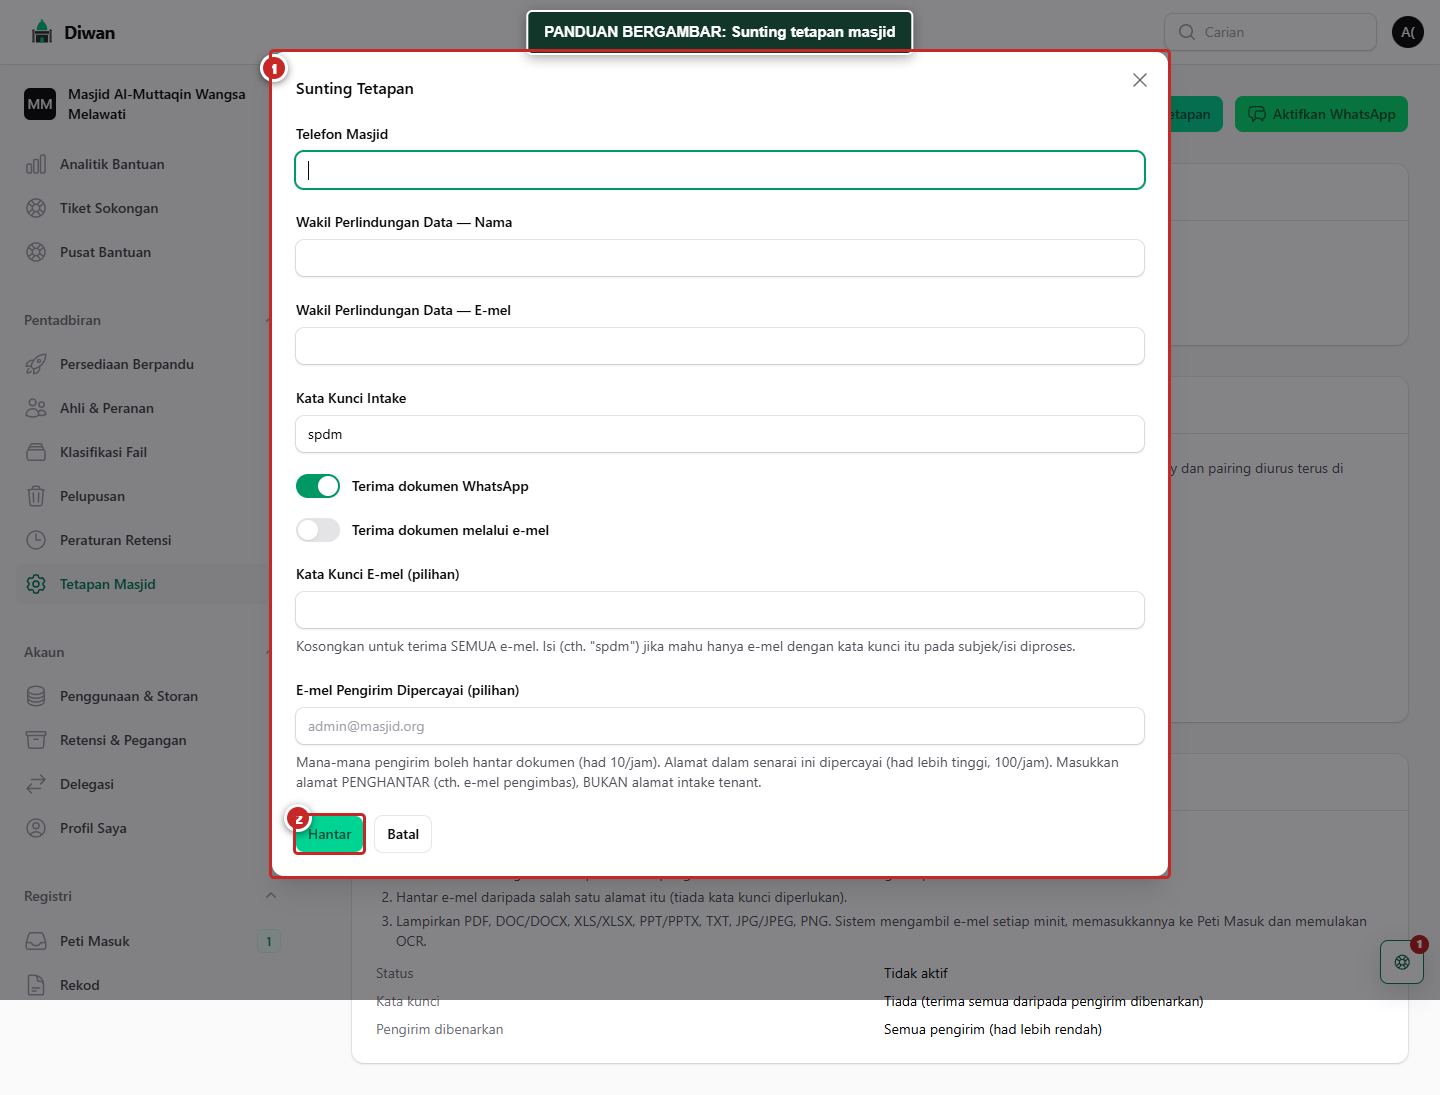 Diwan
PANDUAN BERGAMBAR: Sunting tetapan masjid
Carian
A(
MM
Masjid Al-Muttaqin Wangsa
Melawati
Analitik Bantuan
Tiket Sokongan
Pusat Bantuan
Pentadbiran
Persediaan Berpandu
Ahli & Peranan
Klasifikasi Fail
Pelupusan
Peraturan Retensi
Tetapan Masjid
Akaun
Penggunaan & Storan
Retensi & Pegangan
Delegasi
Profil Saya
Registri
Peti Masuk
1
Rekod
etapan
Aktifkan WhatsApp
1
Sunting Tetapan
Telefon Masjid
Wakil Perlindungan Data — Nama
Wakil Perlindungan Data — E-mel
Kata Kunci Intake
spdm
Terima dokumen WhatsApp
Terima dokumen melalui e-mel
Kata Kunci E-mel (pilihan)
Kosongkan untuk terima SEMUA e-mel. Isi (cth. "spdm") jika mahu hanya e-mel dengan kata kunci itu pada subjek/isi diproses.
E-mel Pengirim Dipercayai (pilihan)
admin@masjid.org
Mana-mana pengirim boleh hantar dokumen (had 10/jam). Alamat dalam senarai ini dipercayai (had lebih tinggi, 100/jam). Masukkan
alamat PENGHANTAR (cth. e-mel pengimbas), BUKAN alamat intake tenant.
2
Hantar
Batal
y dan pairing diurus terus di
2. Hantar e-mel daripada salah satu alamat itu (tiada kata kunci diperlukan).
3. Lampirkan PDF, DOC/DOCX, XLS/XLSX, PPT/PPTX, TXT, JPG/JPEG, PNG. Sistem mengambil e-mel setiap minit, memasukkannya ke Peti Masuk dan memulakan
OCR.
Status
Tidak aktif
Kata kunci
Tiada (terima semua daripada pengirim dibenarkan)
Pengirim dibenarkan
Semua pengirim (had lebih rendah)
1